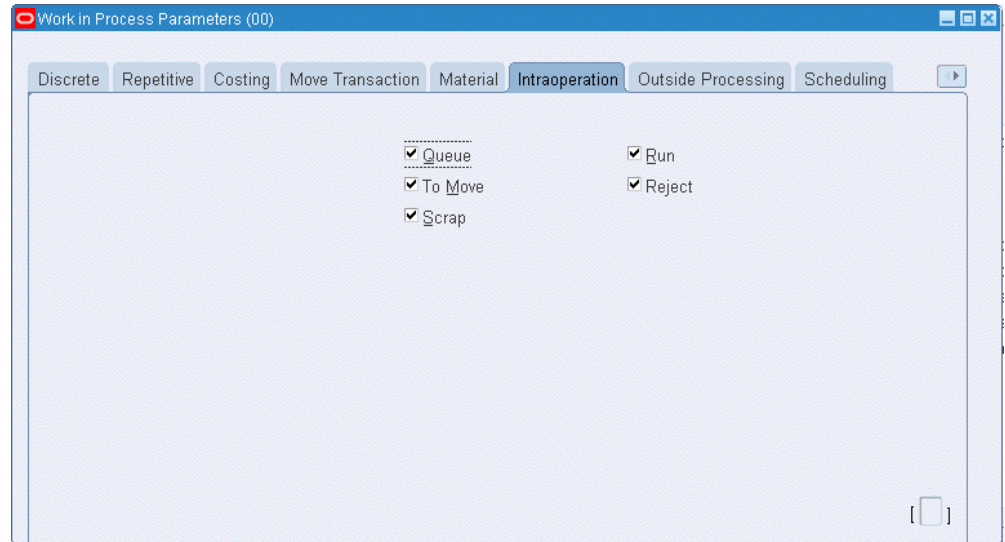 Work in Process Parameters (00)
Discrete Repetitive Costing Move Transaction Material Intraoperation Outside Processing Scheduling
Queue Run
To Move Reject
Scrap
[ ]